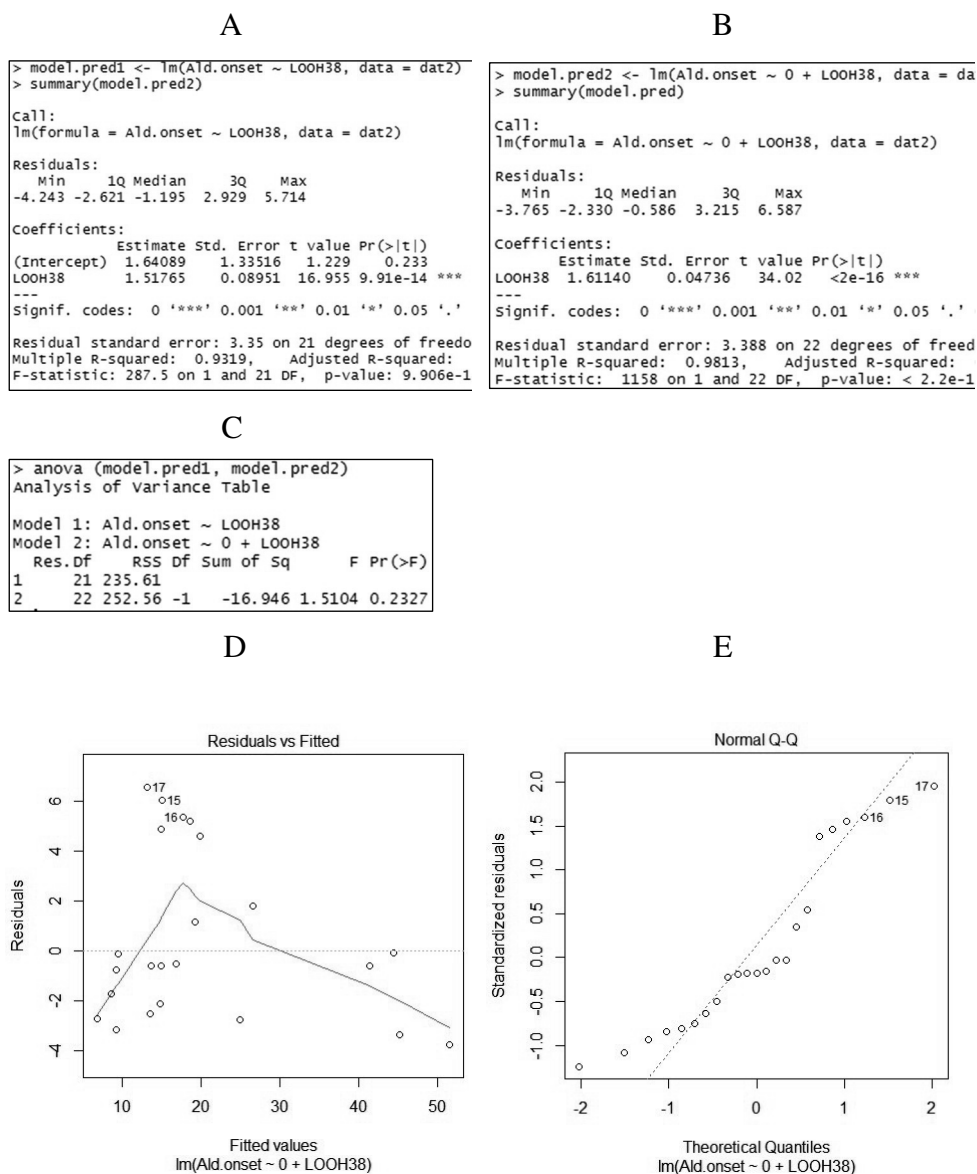 A
> model.pred1 <- lm(Ald.onset ~ LOOH38, data = dat2)
> summary(model.pred2)
Call:
lm(formula = Ald.onset ~ LOOH38, data = dat2)
Residuals:
Min 1Q Median 3Q Max
-4.243 -2.621 -1.195 2.929 5.714
Coefficients:
Estimate Std. Error t value Pr(>|t|)
(Intercept) 1.64089 1.33516 1.229 0.233
LOOH38 1.51765 0.08951 16.955 9.91e-14 ***
---
Signif. codes: 0 ‘***’ 0.001 ‘**’ 0.01 ‘*’ 0.05 ‘.’
Residual standard error: 3.35 on 21 degrees of freedo
Multiple R-squared: 0.9319, Adjusted R-squared:
F-statistic: 287.5 on 1 and 21 DF, p-value: 9.906e-1
B
> model.pred2 <- lm(Ald.onset ~ 0 + LOOH38, data = da
> summary(model.pred)
Call:
lm(formula = Ald.onset ~ 0 + LOOH38, data = dat2)
Residuals:
Min 1Q Median 3Q Max
-3.765 -2.330 -0.586 3.215 6.587
Coefficients:
Estimate Std. Error t value Pr(>|t|)
LOOH38 1.61140 0.04736 34.02 <2e-16 ***
---
Signif. codes: 0 ‘***’ 0.001 ‘**’ 0.01 ‘*’ 0.05 ‘.’
Residual standard error: 3.388 on 22 degrees of freed
Multiple R-squared: 0.9813, Adjusted R-squared:
F-statistic: 1158 on 1 and 22 DF, p-value: < 2.2e-1
C
> anova (model.pred1, model.pred2)
Analysis of Variance Table
Model 1: Ald.onset ~ LOOH38
Model 2: Ald.onset ~ 0 + LOOH38
Res.Df RSS Df Sum of Sq F Pr(>F)
1 21 235.61
2 22 252.56 -1 -16.946 1.5104 0.2327
D
Residuals vs Fitted
Residuals
6
4
2
0
-2
-4
17
15
16
10 20 30 40 50
Fitted values
lm(Ald.onset ~ 0 + LOOH38)
E
Normal Q-Q
Standardized residuals
2.0
1.5
1.0
0.5
0.0
-0.5
-1.0
17
15
16
-2 -1 0 1 2
Theoretical Quantiles
lm(Ald.onset ~ 0 + LOOH38)